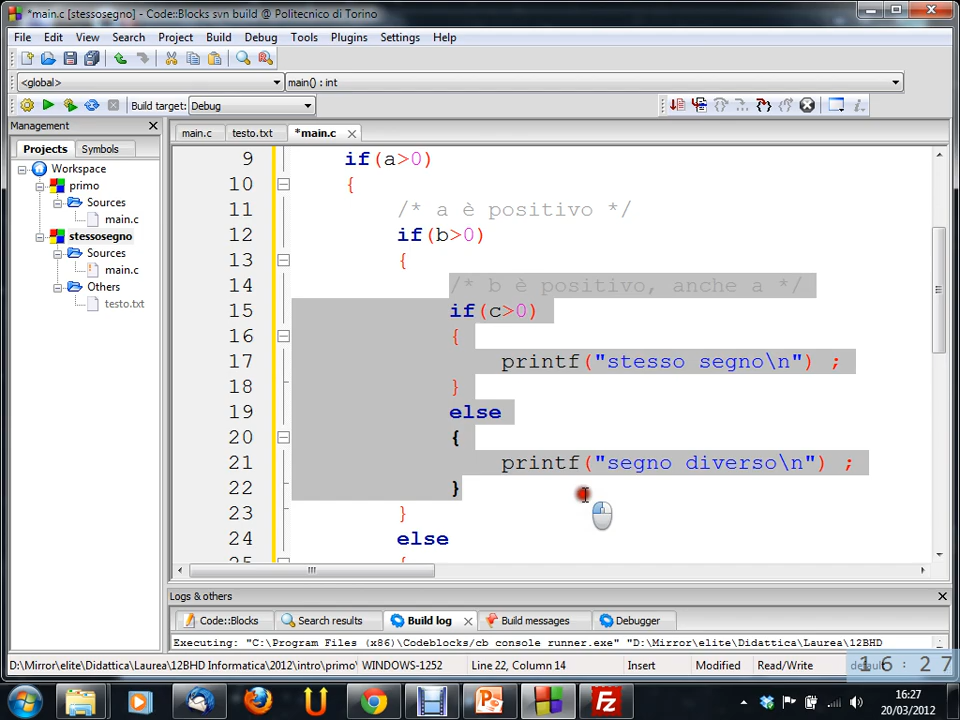 *main.c [stessosegno] - Code::Blocks svn build @ Politecnico di Torino
File Edit View Search Project Build Debug Tools Plugins Settings Help
<global> main() : int
Build target: Debug
Management
Projects Symbols
Workspace
primo
Sources
main.c
stessosegno
Sources
main.c
Others
testo.txt
main.c testo.txt *main.c
9 if(a>0)
10 {
11 /* a è positivo */
12 if(b>0)
13 {
14 /* b è positivo, anche a */
15 if(c>0)
16 {
17 printf("stesso segno\n") ;
18 }
19 else
20 {
21 printf("segno diverso\n") ;
22 }
23 }
24 else
25 {
Logs & others
Code::Blocks Search results Build log Build messages Debugger
Executing: "C:\Program Files (x86)\Codeblocks/cb_console_runner.exe" "D:\Mirror\elite\Didattica\Laurea\12BHD
D:\Mirror\elite\Didattica\Laurea\12BHD Informatica\2012\intro\primo' WINDOWS-1252 Line 22, Column 14 Insert Modified Read/Write default
16:27
16:27
20/03/2012